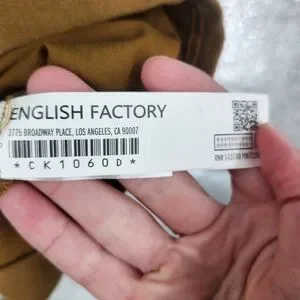 ENGLISH FACTORY
3775 BROADWAY PLACE, LOS ANGELES, CA 90007
*CK1060D*